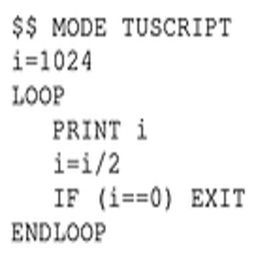 $$ MODE TUSCRIPT
i=1024
LOOP
   PRINT i
   i=i/2
   IF (i==0) EXIT
ENDLOOP